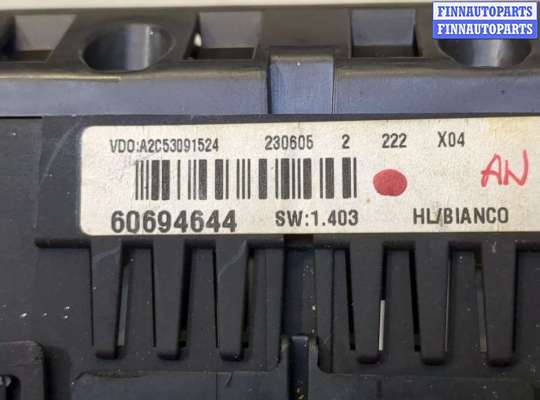 FINNAUTOPARTS
FINNAUTOPARTS
VDO:A2C53091524 230605 2 222 X04
AN
60694644 SW:1.403 HL/BIANCO